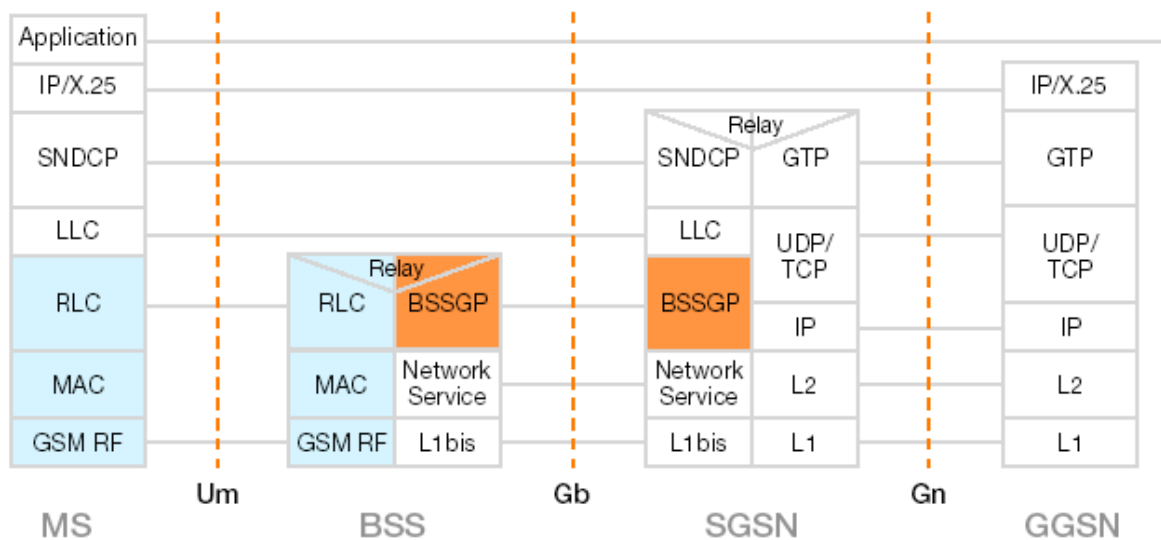 Application
IP/X.25
SNDCP
LLC
RLC
MAC
GSM RF
Relay
RLC
BSSGP
MAC
Network
Service
GSM RF
L1bis
Relay
SNDCP
GTP
LLC
UDP/
TCP
BSSGP
IP
Network
Service
L2
L1bis
L1
IP/X.25
GTP
UDP/
TCP
IP
L2
L1
Um
Gb
Gn
MS
BSS
SGSN
GGSN